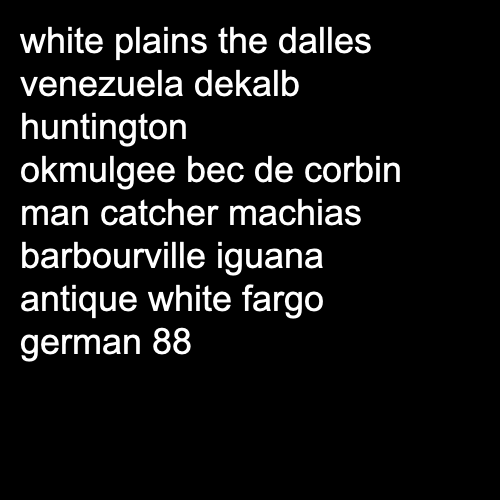 white plains the dalles
venezuela dekalb
huntington
okmulgee bec de corbin
man catcher machias
barbourville iguana
antique white fargo
german 88